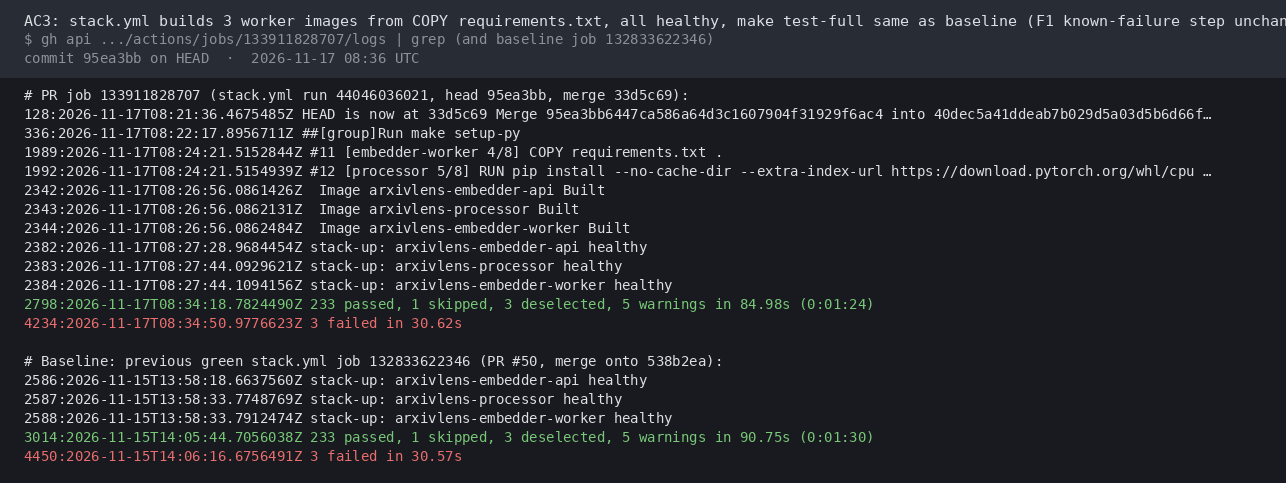 AC3: stack.yml builds 3 worker images from COPY requirements.txt, all healthy, make test-full same as baseline (F1 known-failure step unchan
$ gh api .../actions/jobs/133911828707/logs | grep (and baseline job 132833622346)
commit 95ea3bb on HEAD  ·  2026-11-17 08:36 UTC
# PR job 133911828707 (stack.yml run 44046036021, head 95ea3bb, merge 33d5c69):
128:2026-11-17T08:21:36.4675485Z HEAD is now at 33d5c69 Merge 95ea3bb6447ca586a64d3c1607904f31929f6ac4 into 40dec5a41ddeab7b029d5a03d5b6d66f…
336:2026-11-17T08:22:17.8956711Z ##[group]Run make setup-py
1989:2026-11-17T08:24:21.5152844Z #11 [embedder-worker 4/8] COPY requirements.txt .
1992:2026-11-17T08:24:21.5154939Z #12 [processor 5/8] RUN pip install --no-cache-dir --extra-index-url https://download.pytorch.org/whl/cpu …
2342:2026-11-17T08:26:56.0861426Z  Image arxivlens-embedder-api Built
2343:2026-11-17T08:26:56.0862131Z  Image arxivlens-processor Built
2344:2026-11-17T08:26:56.0862484Z  Image arxivlens-embedder-worker Built
2382:2026-11-17T08:27:28.9684454Z stack-up: arxivlens-embedder-api healthy
2383:2026-11-17T08:27:44.0929621Z stack-up: arxivlens-processor healthy
2384:2026-11-17T08:27:44.1094156Z stack-up: arxivlens-embedder-worker healthy
2798:2026-11-17T08:34:18.7824490Z 233 passed, 1 skipped, 3 deselected, 5 warnings in 84.98s (0:01:24)
4234:2026-11-17T08:34:50.9776623Z 3 failed in 30.62s
# Baseline: previous green stack.yml job 132833622346 (PR #50, merge onto 538b2ea):
2586:2026-11-15T13:58:18.6637560Z stack-up: arxivlens-embedder-api healthy
2587:2026-11-15T13:58:33.7748769Z stack-up: arxivlens-processor healthy
2588:2026-11-15T13:58:33.7912474Z stack-up: arxivlens-embedder-worker healthy
3014:2026-11-15T14:05:44.7056038Z 233 passed, 1 skipped, 3 deselected, 5 warnings in 90.75s (0:01:30)
4450:2026-11-15T14:06:16.6756491Z 3 failed in 30.57s